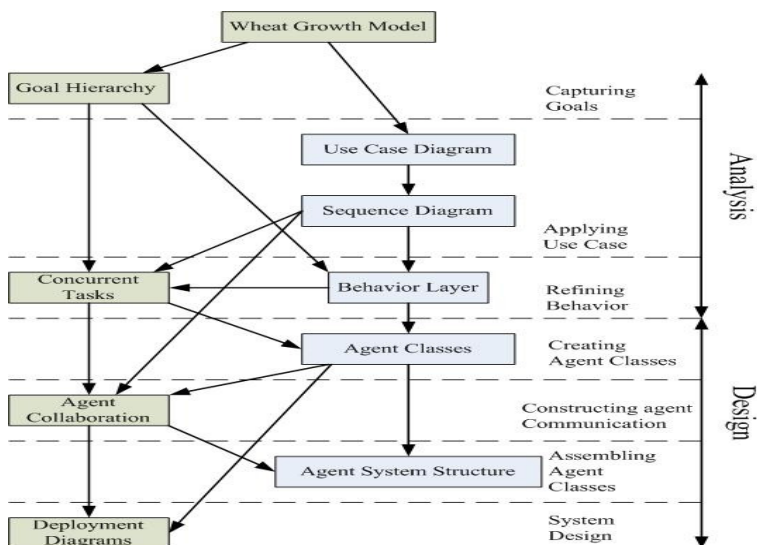 Wheat Growth Model
Goal Hierarchy
Capturing
Goals
Use Case Diagram
Sequence Diagram
Applying
Use Case
Analysis
Concurrent
Tasks
Behavior Layer
Refining
Behavior
Agent Classes
Creating
Agent Classes
Agent
Collaboration
Constructing agent
Communication
Design
Agent System Structure
Assembling
Agent
Classes
Deployment
Diagrams
System
Design